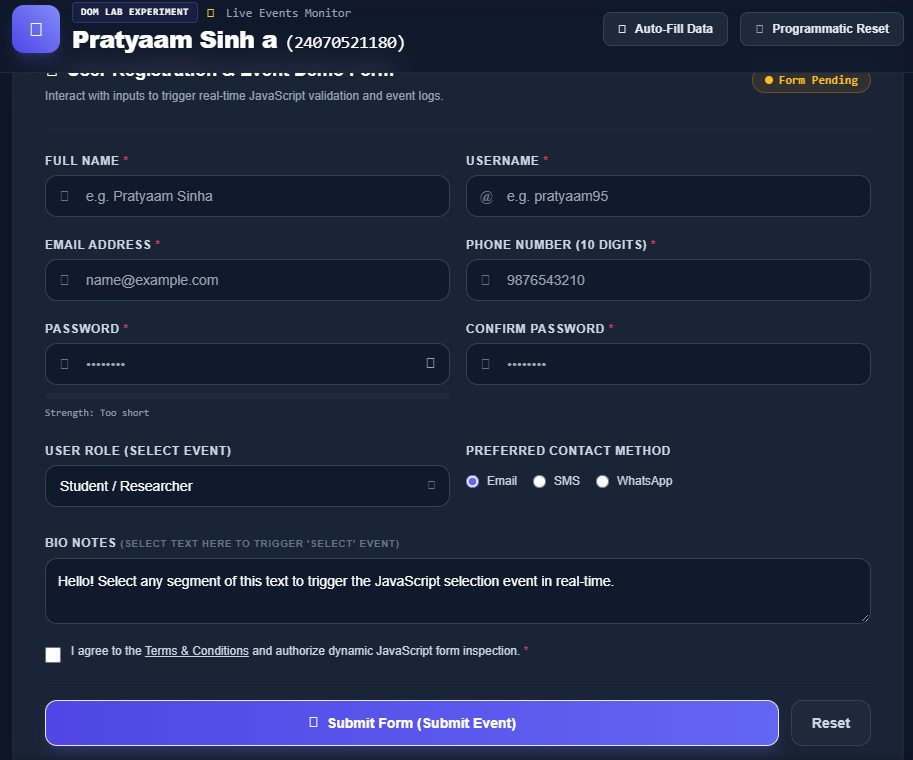 DOM LAB EXPERIMENT Live Events Monitor
Pratyaam Sinh a (24070521180)
Auto-Fill Data
Programmatic Reset
User Registration & Event Demo Form
Interact with inputs to trigger real-time JavaScript validation and event logs.
Form Pending
FULL NAME *
e.g. Pratyaam Sinha
USERNAME *
@ e.g. pratyaam95
EMAIL ADDRESS *
name@example.com
PHONE NUMBER (10 DIGITS) *
9876543210
PASSWORD *
••••••••
CONFIRM PASSWORD *
••••••••
Strength: Too short
USER ROLE (SELECT EVENT)
Student / Researcher
PREFERRED CONTACT METHOD
Email SMS WhatsApp
BIO NOTES (SELECT TEXT HERE TO TRIGGER 'SELECT' EVENT)
Hello! Select any segment of this text to trigger the JavaScript selection event in real-time.
I agree to the Terms & Conditions and authorize dynamic JavaScript form inspection. *
Submit Form (Submit Event)
Reset